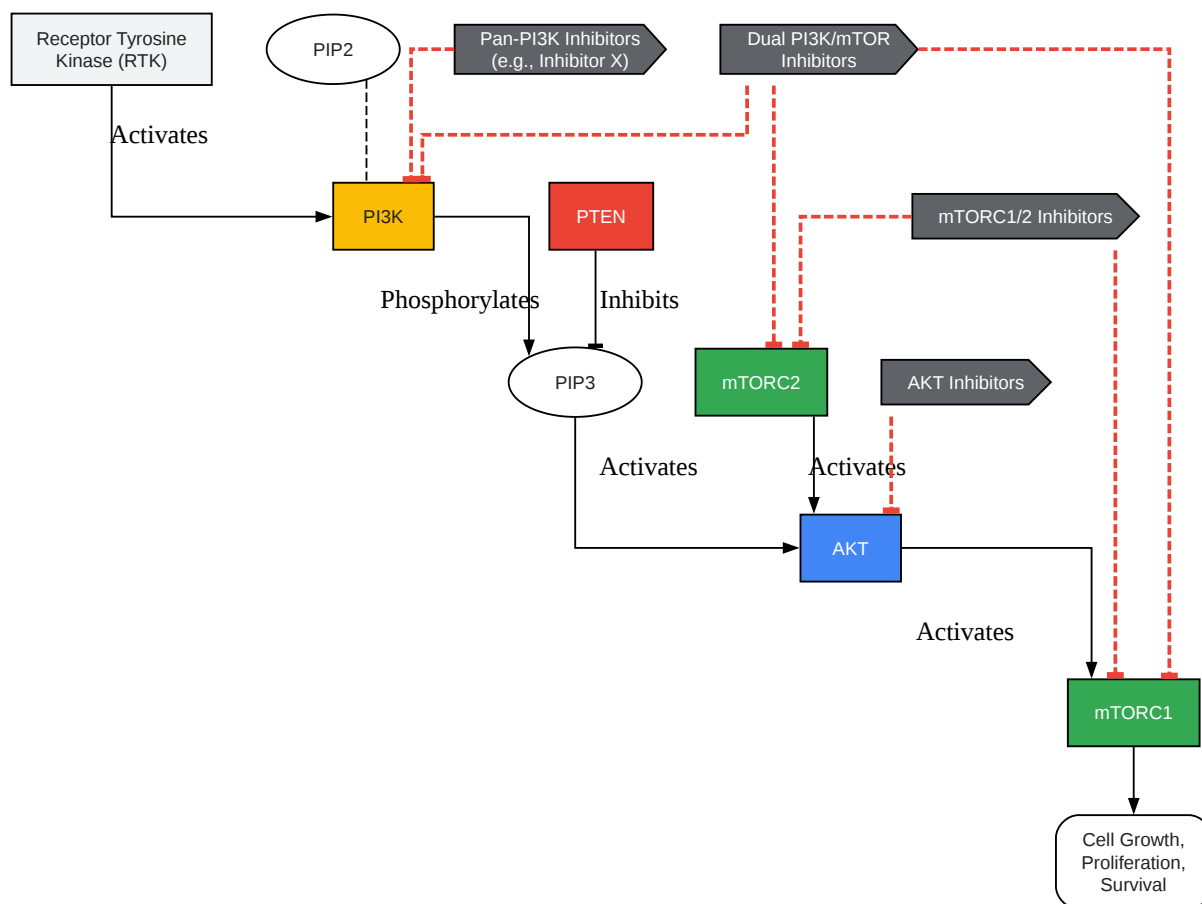 Receptor Tyrosine
Kinase (RTK)
PIP2
Pan-PI3K Inhibitors
(e.g., Inhibitor X)
Dual PI3K/mTOR
Inhibitors
Activates
PI3K
PTEN
mTORC1/2 Inhibitors
Phosphorylates
Inhibits
PIP3
mTORC2
AKT Inhibitors
Activates
Activates
AKT
Activates
mTORC1
Cell Growth,
Proliferation,
Survival